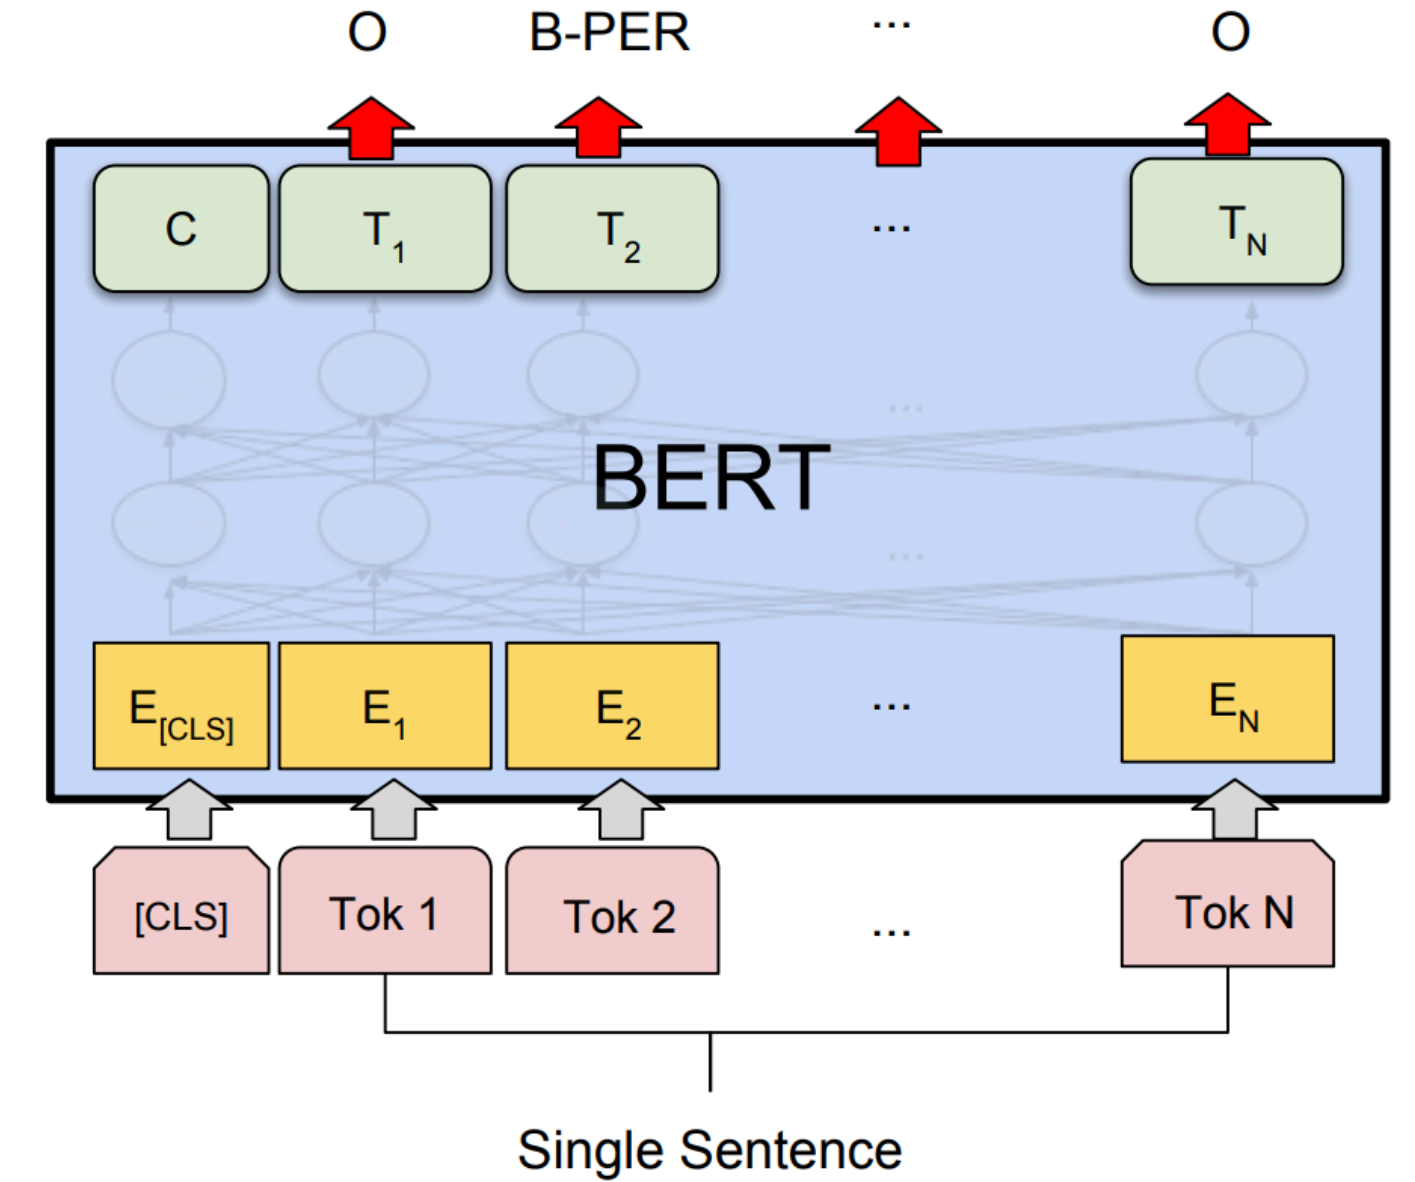 O B-PER ... O
C T1 T2 ... TN
...
BERT
...
E[CLS] E1 E2 ... EN
[CLS] Tok 1 Tok 2 ... Tok N
Single Sentence